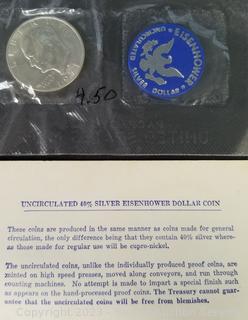 LIBERTY
4.50
EISENHOWER
UNCIRCULATED
DOLLAR
UNCIRCULATED 40% SILVER EISENHOWER DOLLAR COIN
These coins are produced in the same manner as coins made for general
circulation, the only difference being that they contain 40% silver where-
as those made for regular use will be cupro-nickel.
The uncirculated coins, unlike the individually produced proof coins, are
minted on high speed presses, moved along conveyors, and run through
counting machines. No attempt is made to impart a special finish such
as appears on the hand-processed proof coins. The Treasury cannot guar-
antee that the uncirculated coins will be free from blemishes.